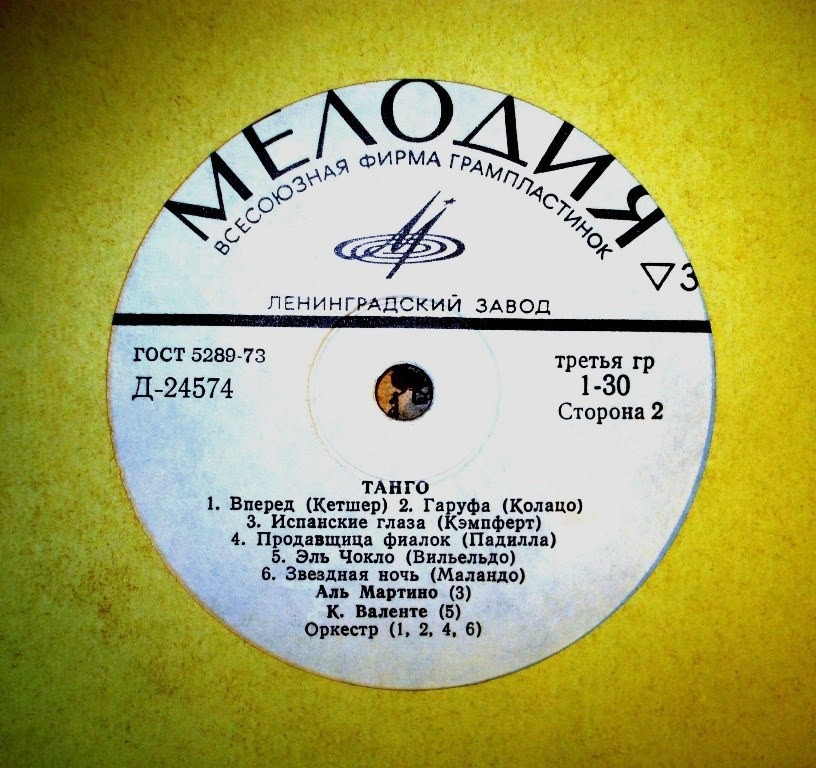 МЕЛОДИЯ
ВСЕСОЮЗНАЯ ФИРМА ГРАМПЛАСТИНОК
▽33
ЛЕНИНГРАДСКИЙ ЗАВОД
ГОСТ 5289-73
Д-24574
третья гр
1-30
Сторона 2
ТАНГО
1. Вперед (Кетшер) 2. Гаруфа (Колацо)
3. Испанские глаза (Кэмпферт)
4. Продавщица фиалок (Падилла)
5. Эль Чокло (Вильельдо)
6. Звездная ночь (Маландо)
Аль Мартино (3)
К. Валенте (5)
Оркестр (1, 2, 4, 6)